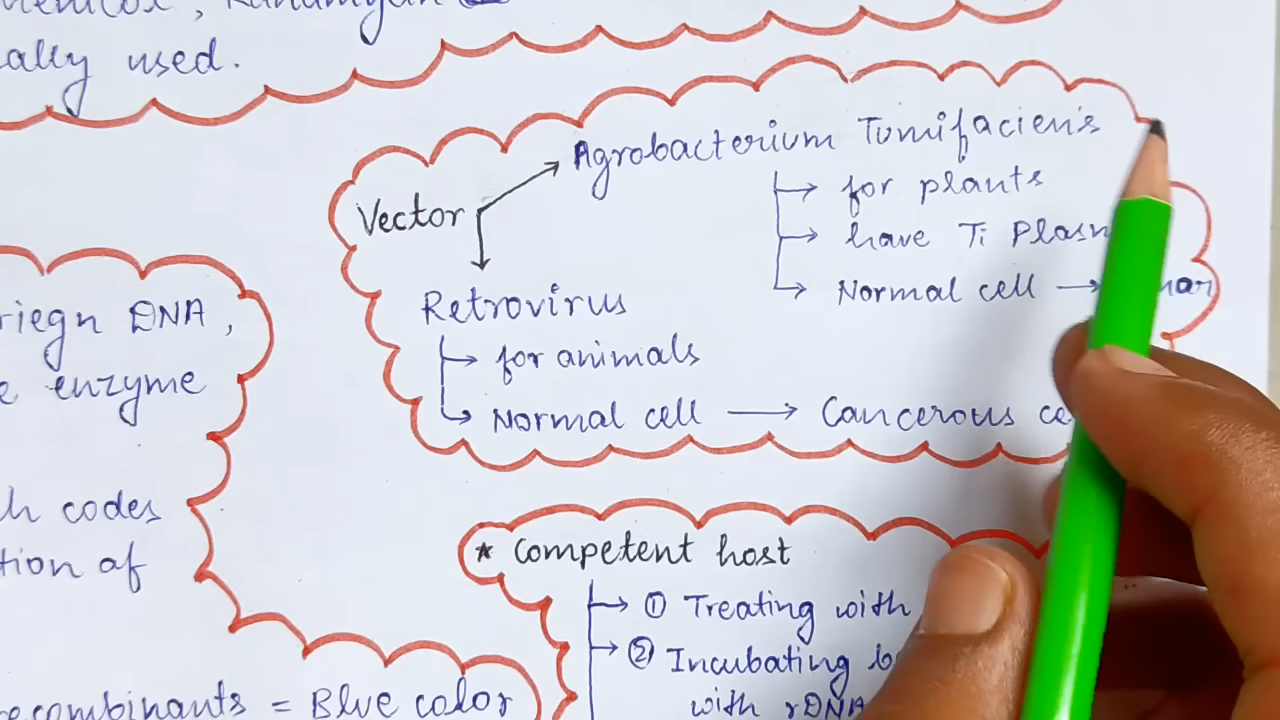 ally used.
Agrobacterium Tumifaciens
Vector
for plants
have Ti Plasm
Normal cell →
Retrovirus
for animals
Normal cell → Cancerous ce
riegn DNA,
e enzyme
h codes
tion of
* Competent host
① Treating with
② Incubating
with rDNA
ecombinants = Blue color